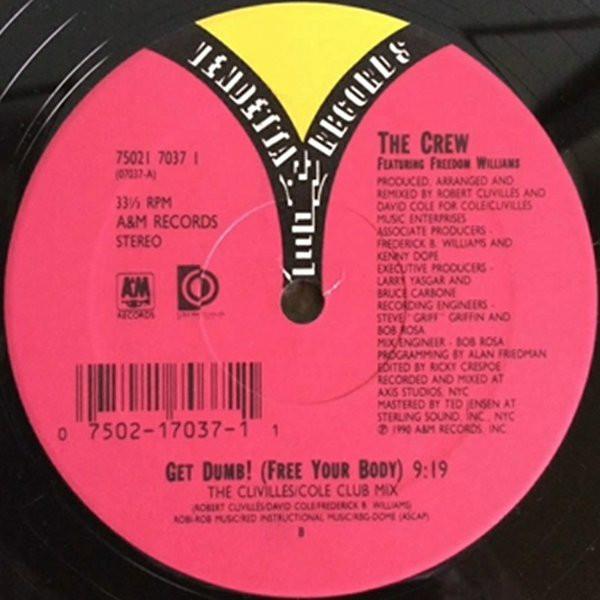 VENDETTA RECORDS
75021 7037 1
(07037-A)
33⅓ RPM
A&M RECORDS
STEREO
A&M
RECORDS
THE CREW
FEATURING FREEDOM WILLIAMS
PRODUCED, ARRANGED AND
REMIXED BY ROBERT CLIVILLES AND
DAVID COLE FOR COLE/CLIVILLES
MUSIC ENTERPRISES
ASSOCIATE PRODUCERS -
FREDERICK B. WILLIAMS AND
KENNY DOPE
EXECUTIVE PRODUCERS -
LARRY YASGAR AND
BRUCE CARBONE
RECORDING ENGINEERS -
STEVE "GRIFF" GRIFFIN AND
BOB ROSA
MIX ENGINEER - BOB ROSA
PROGRAMMING BY ALAN FRIEDMAN
EDITED BY RICKY CRESPOE
RECORDED AND MIXED AT
AXIS STUDIOS, NYC
MASTERED BY TED JENSEN AT
STERLING SOUND, INC., NYC
℗ 1990 A&M RECORDS, INC
0 7502-17037-1 1
GET DUMB! (FREE YOUR BODY) 9:19
THE CLIVILLES/COLE CLUB MIX
(ROBERT CLIVILLES/DAVID COLE/FREDERICK B. WILLIAMS)
ROBI-ROB MUSIC/RED INSTRUCTIONAL MUSIC/RBG-DOME (ASCAP)
B